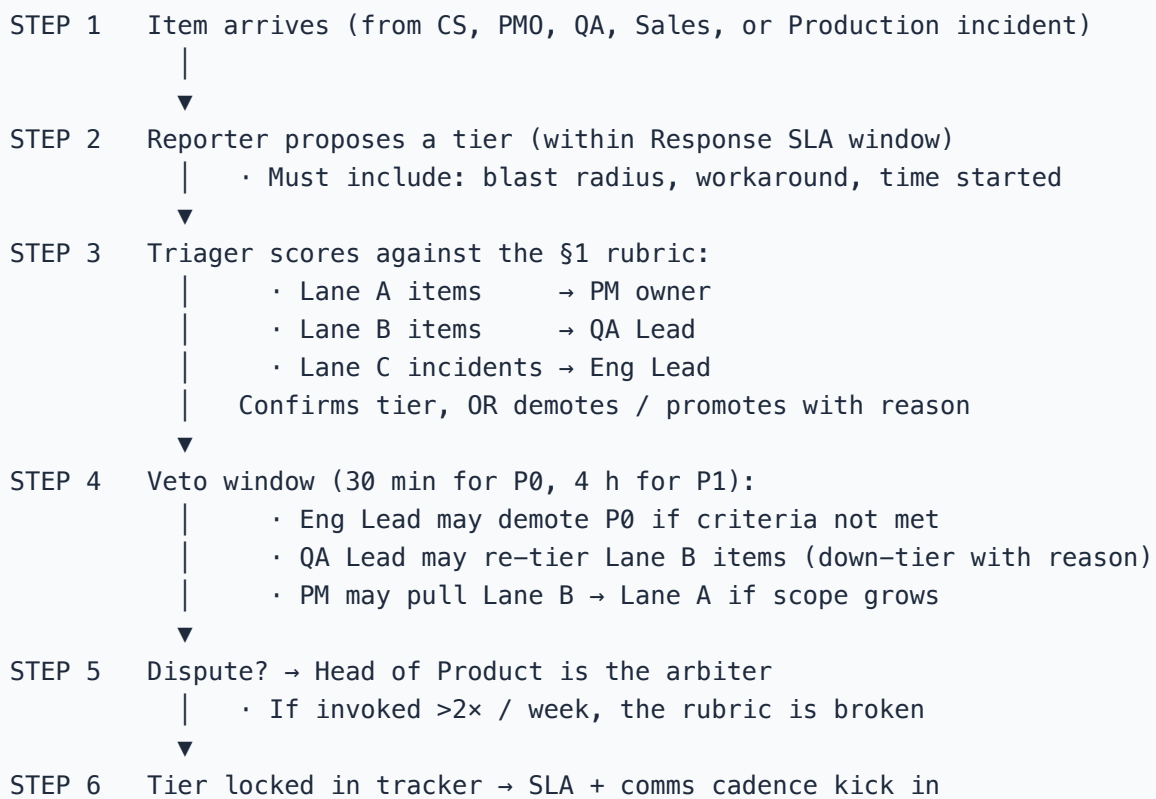 STEP 1   Item arrives (from CS, PMO, QA, Sales, or Production incident)
│
▼
STEP 2   Reporter proposes a tier (within Response SLA window)
│   · Must include: blast radius, workaround, time started
▼
STEP 3   Triager scores against the §1 rubric:
│     · Lane A items     → PM owner
│     · Lane B items     → QA Lead
│     · Lane C incidents → Eng Lead
│   Confirms tier, OR demotes / promotes with reason
▼
STEP 4   Veto window (30 min for P0, 4 h for P1):
│     · Eng Lead may demote P0 if criteria not met
│     · QA Lead may re-tier Lane B items (down-tier with reason)
│     · PM may pull Lane B → Lane A if scope grows
▼
STEP 5   Dispute? → Head of Product is the arbiter
│   · If invoked >2× / week, the rubric is broken
▼
STEP 6   Tier locked in tracker → SLA + comms cadence kick in